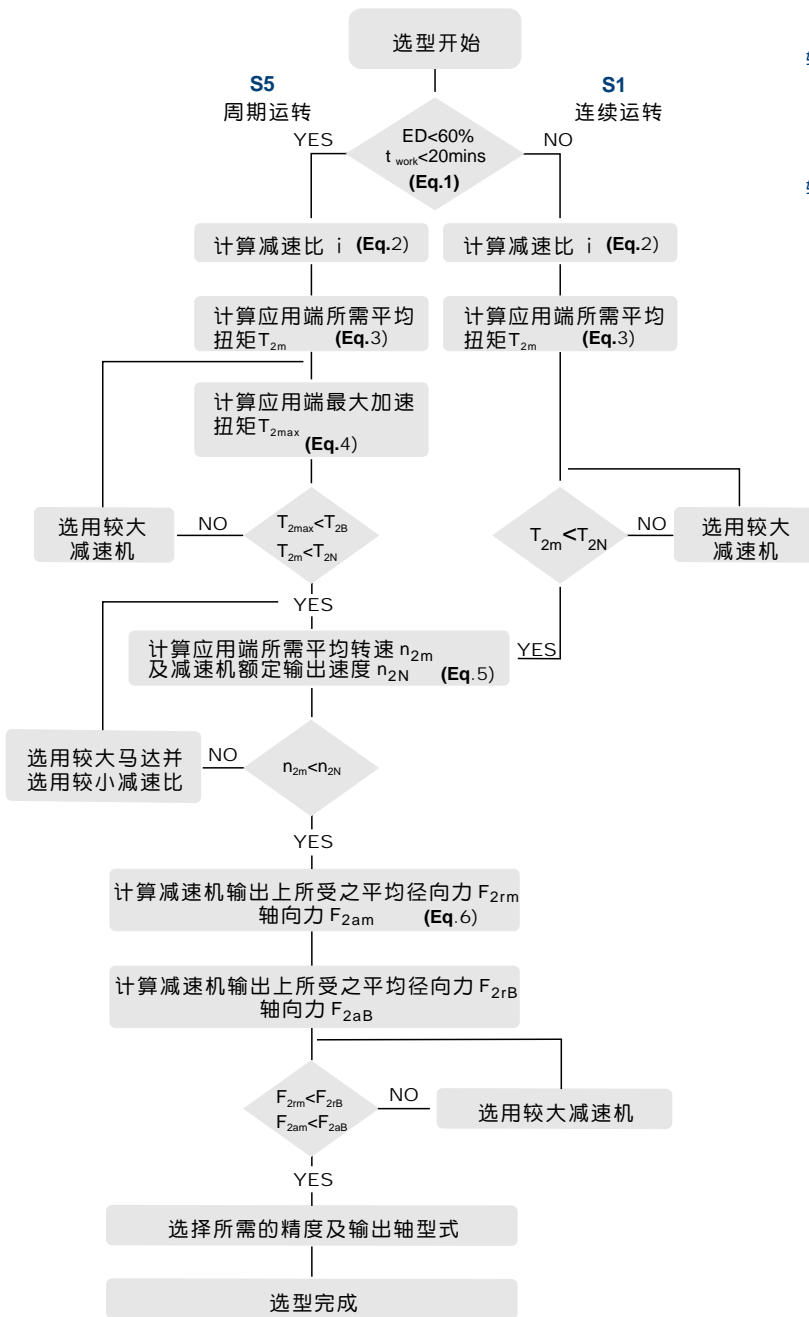 选型开始
S5
周期运转
S1
连续运转
YES
ED<60%
t work<20mins
(Eq.1)
NO
计算减速比 i (Eq.2)
计算减速比 i (Eq.2)
计算应用端所需平均
扭矩T2m (Eq.3)
计算应用端所需平均
扭矩T2m (Eq.3)
计算应用端最大加速
扭矩T2max
(Eq.4)
选用较大
减速机
NO
T2max<T2B
T2m<T2N
T2m<T2N
NO
选用较大
减速机
YES
计算应用端所需平均转速 n2m
及减速机额定输出速度 n2N (Eq.5)
YES
选用较大马达并
选用较小减速比
NO
n2m<n2N
YES
计算减速机输出上所受之平均径向力 F2rm
轴向力 F2am (Eq.6)
计算减速机输出上所受之平均径向力 F2rB
轴向力 F2aB
F2rm<F2rB
F2am<F2aB
NO
选用较大减速机
YES
选择所需的精度及输出轴型式
选型完成